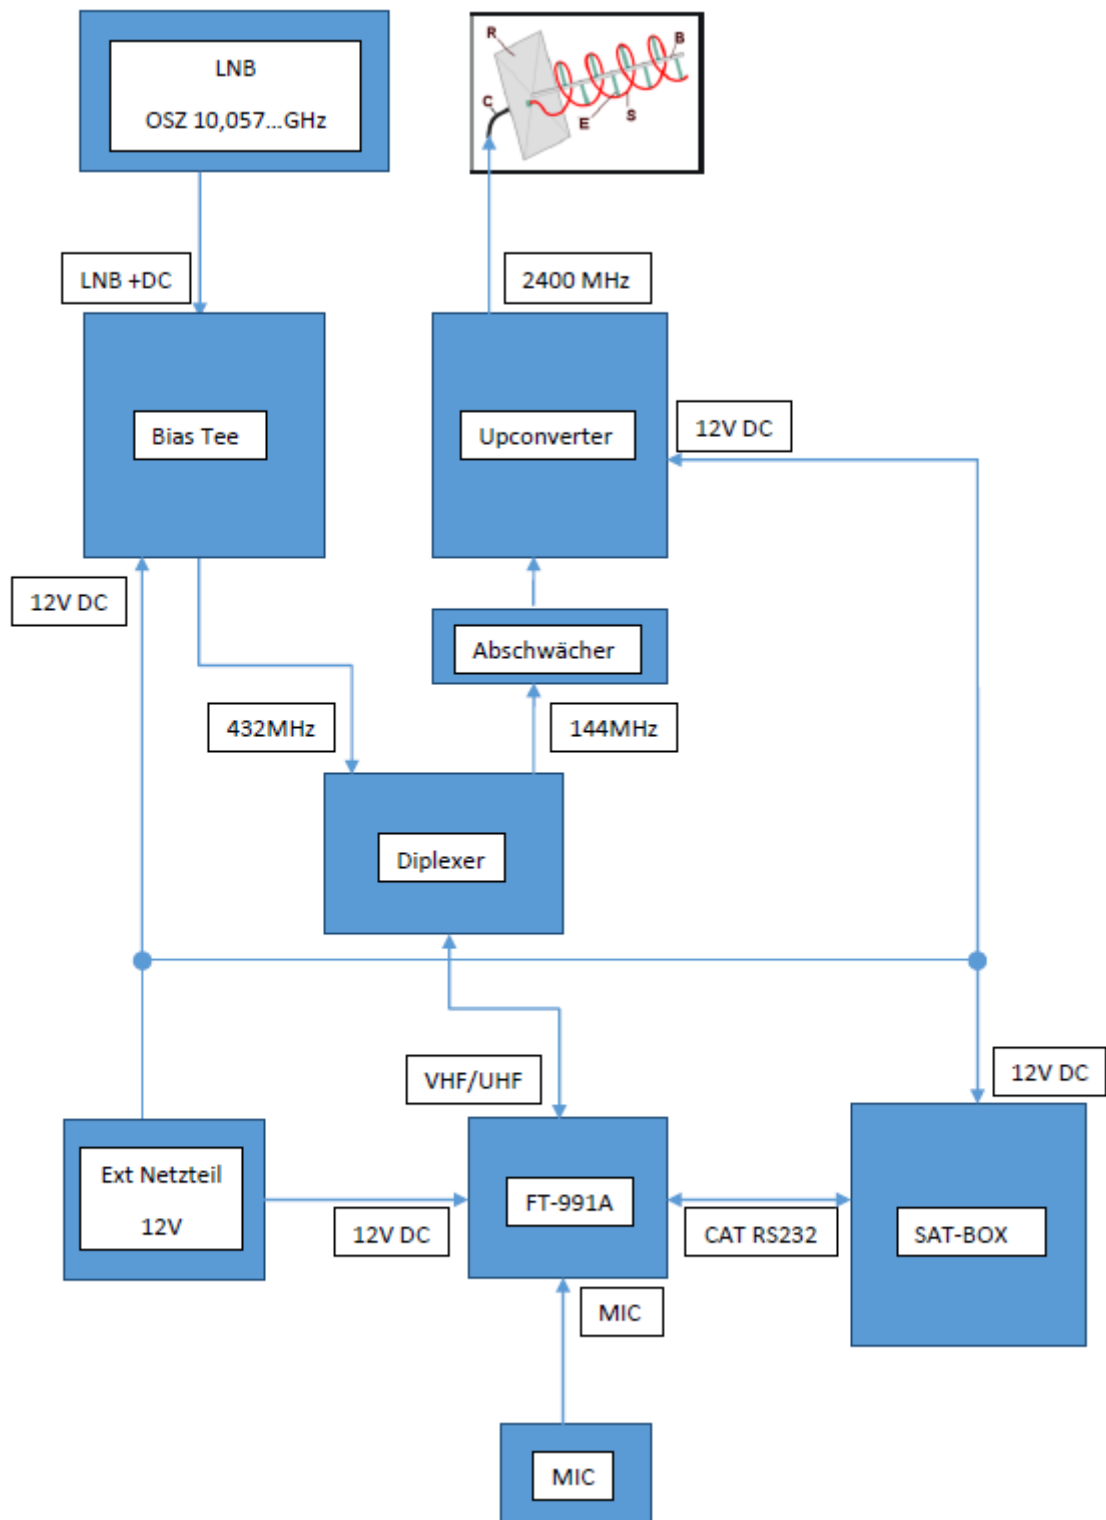 LNB
OSZ 10,057...GHz
R
B
C
E
S
LNB +DC
2400 MHz
Bias Tee
Upconverter
12V DC
12V DC
Abschwächer
432MHz
144MHz
Diplexer
VHF/UHF
12V DC
Ext Netzteil
12V
12V DC
FT-991A
CAT RS232
SAT-BOX
MIC
MIC